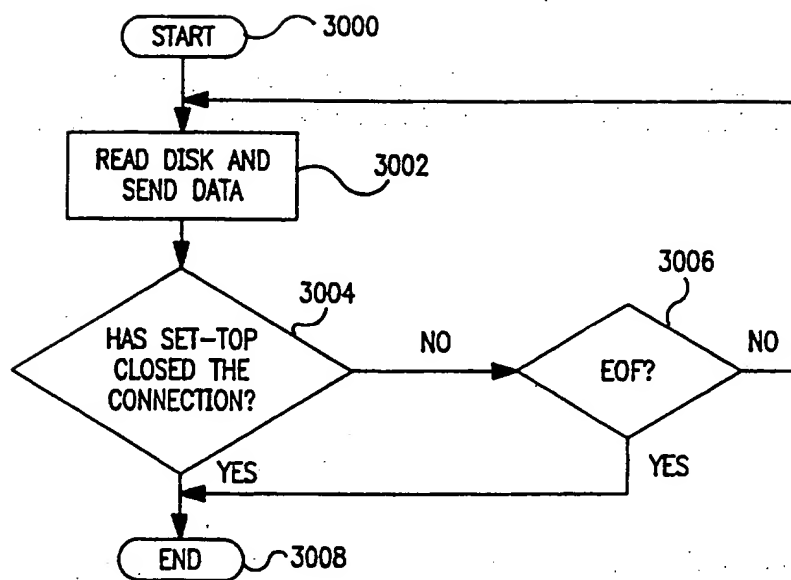 START
3000
READ DISK AND
SEND DATA
3002
HAS SET-TOP
CLOSED THE
CONNECTION?
3004
NO
EOF?
3006
NO
YES
YES
END
3008